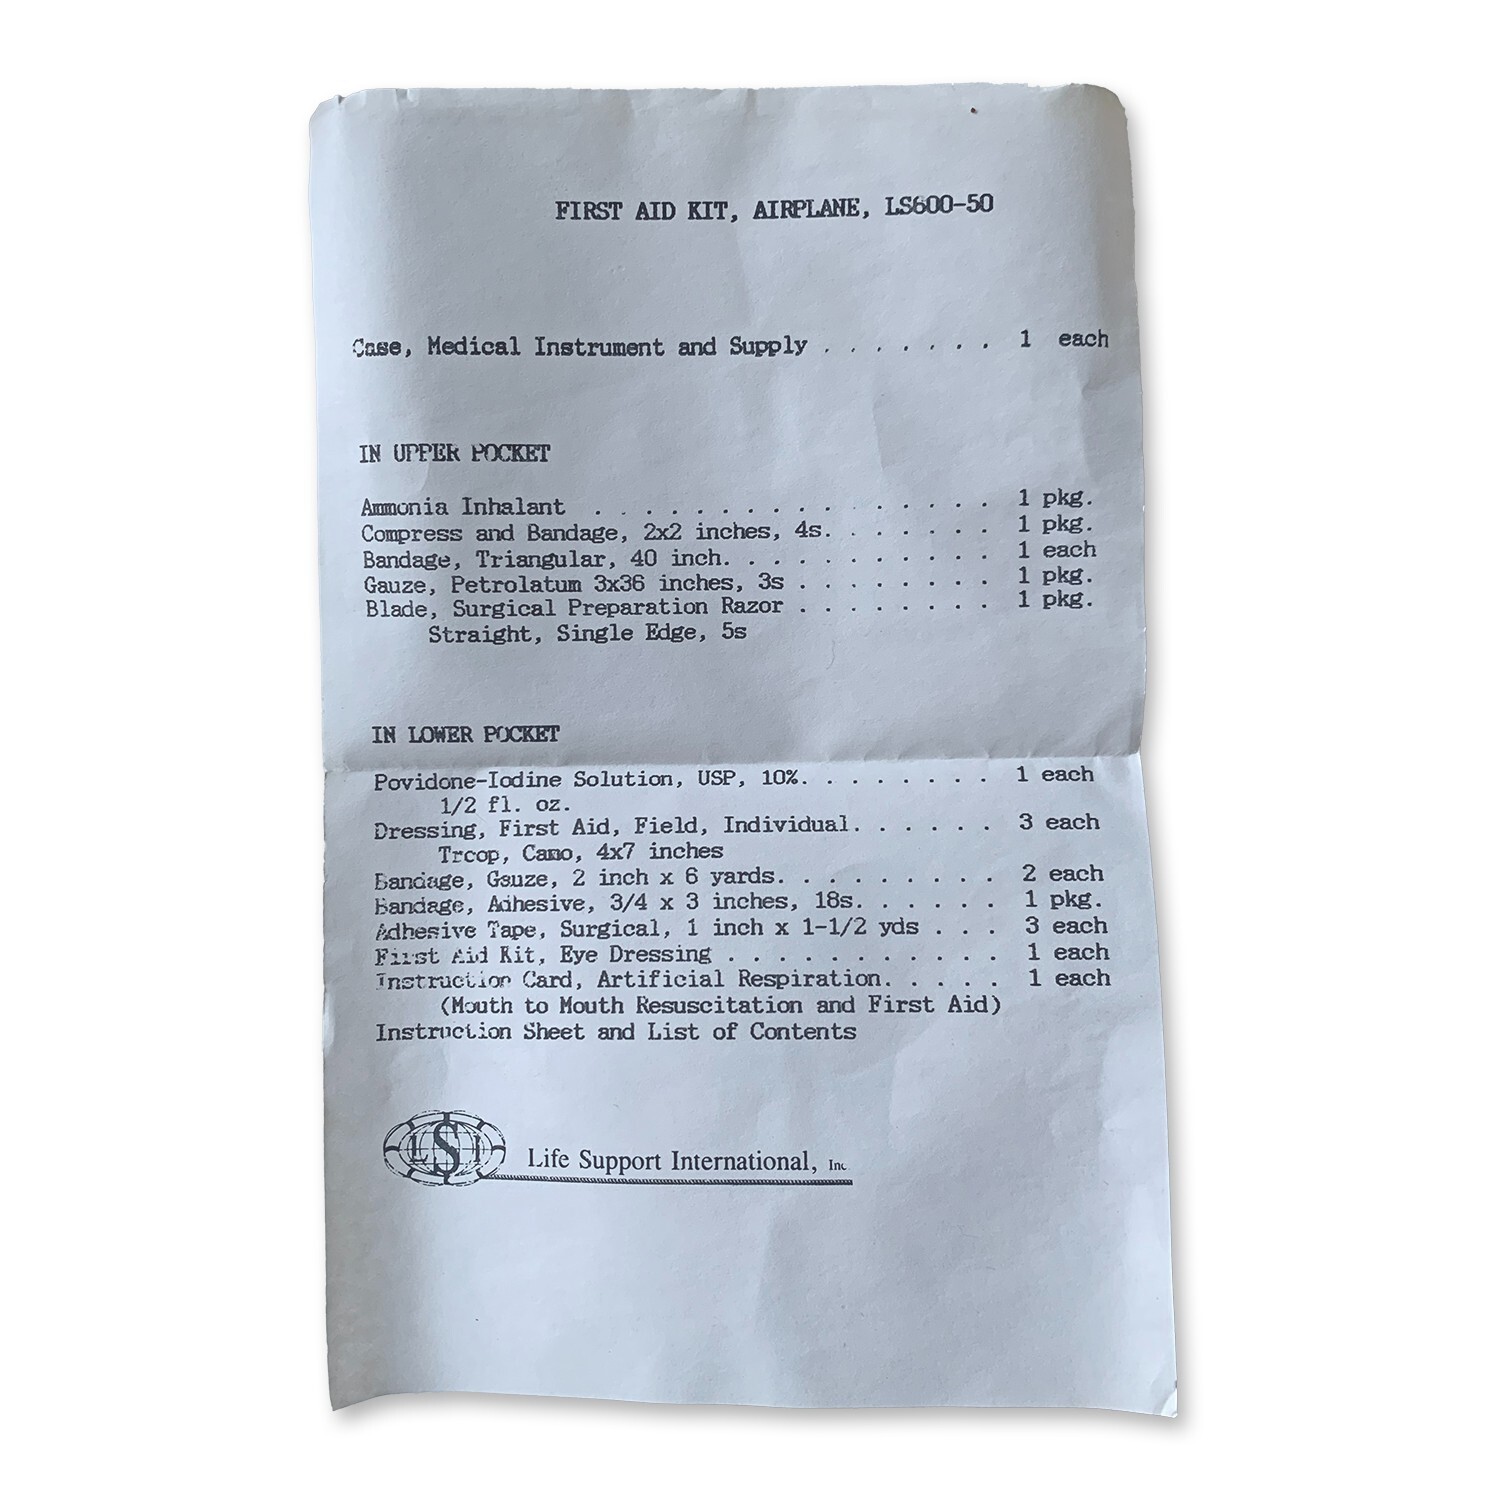 FIRST AID KIT, AIRPLANE, LS600-50
Case, Medical Instrument and Supply . . . . . . . 1 each
IN UPPER POCKET
Ammonia Inhalant . . . . . . . . . . . . . . . . 1 pkg.
Compress and Bandage, 2x2 inches, 4s. . . . . . . 1 pkg.
Bandage, Triangular, 40 inch. . . . . . . . . . . 1 each
Gauze, Petrolatum 3x36 inches, 3s . . . . . . . . 1 pkg.
Blade, Surgical Preparation Razor . . . . . . . . 1 pkg.
Straight, Single Edge, 5s
IN LOWER POCKET
Povidone-Iodine Solution, USP, 10%. . . . . . . . 1 each
1/2 fl. oz.
Dressing, First Aid, Field, Individual. . . . . . 3 each
Troop, Camo, 4x7 inches
Bandage, Gauze, 2 inch x 6 yards. . . . . . . . . 2 each
Bandage, Adhesive, 3/4 x 3 inches, 18s. . . . . . 1 pkg.
Adhesive Tape, Surgical, 1 inch x 1-1/2 yds . . . 3 each
First Aid Kit, Eye Dressing . . . . . . . . . . . 1 each
Instruction Card, Artificial Respiration. . . . . 1 each
(Mouth to Mouth Resuscitation and First Aid)
Instruction Sheet and List of Contents
LSI Life Support International, Inc